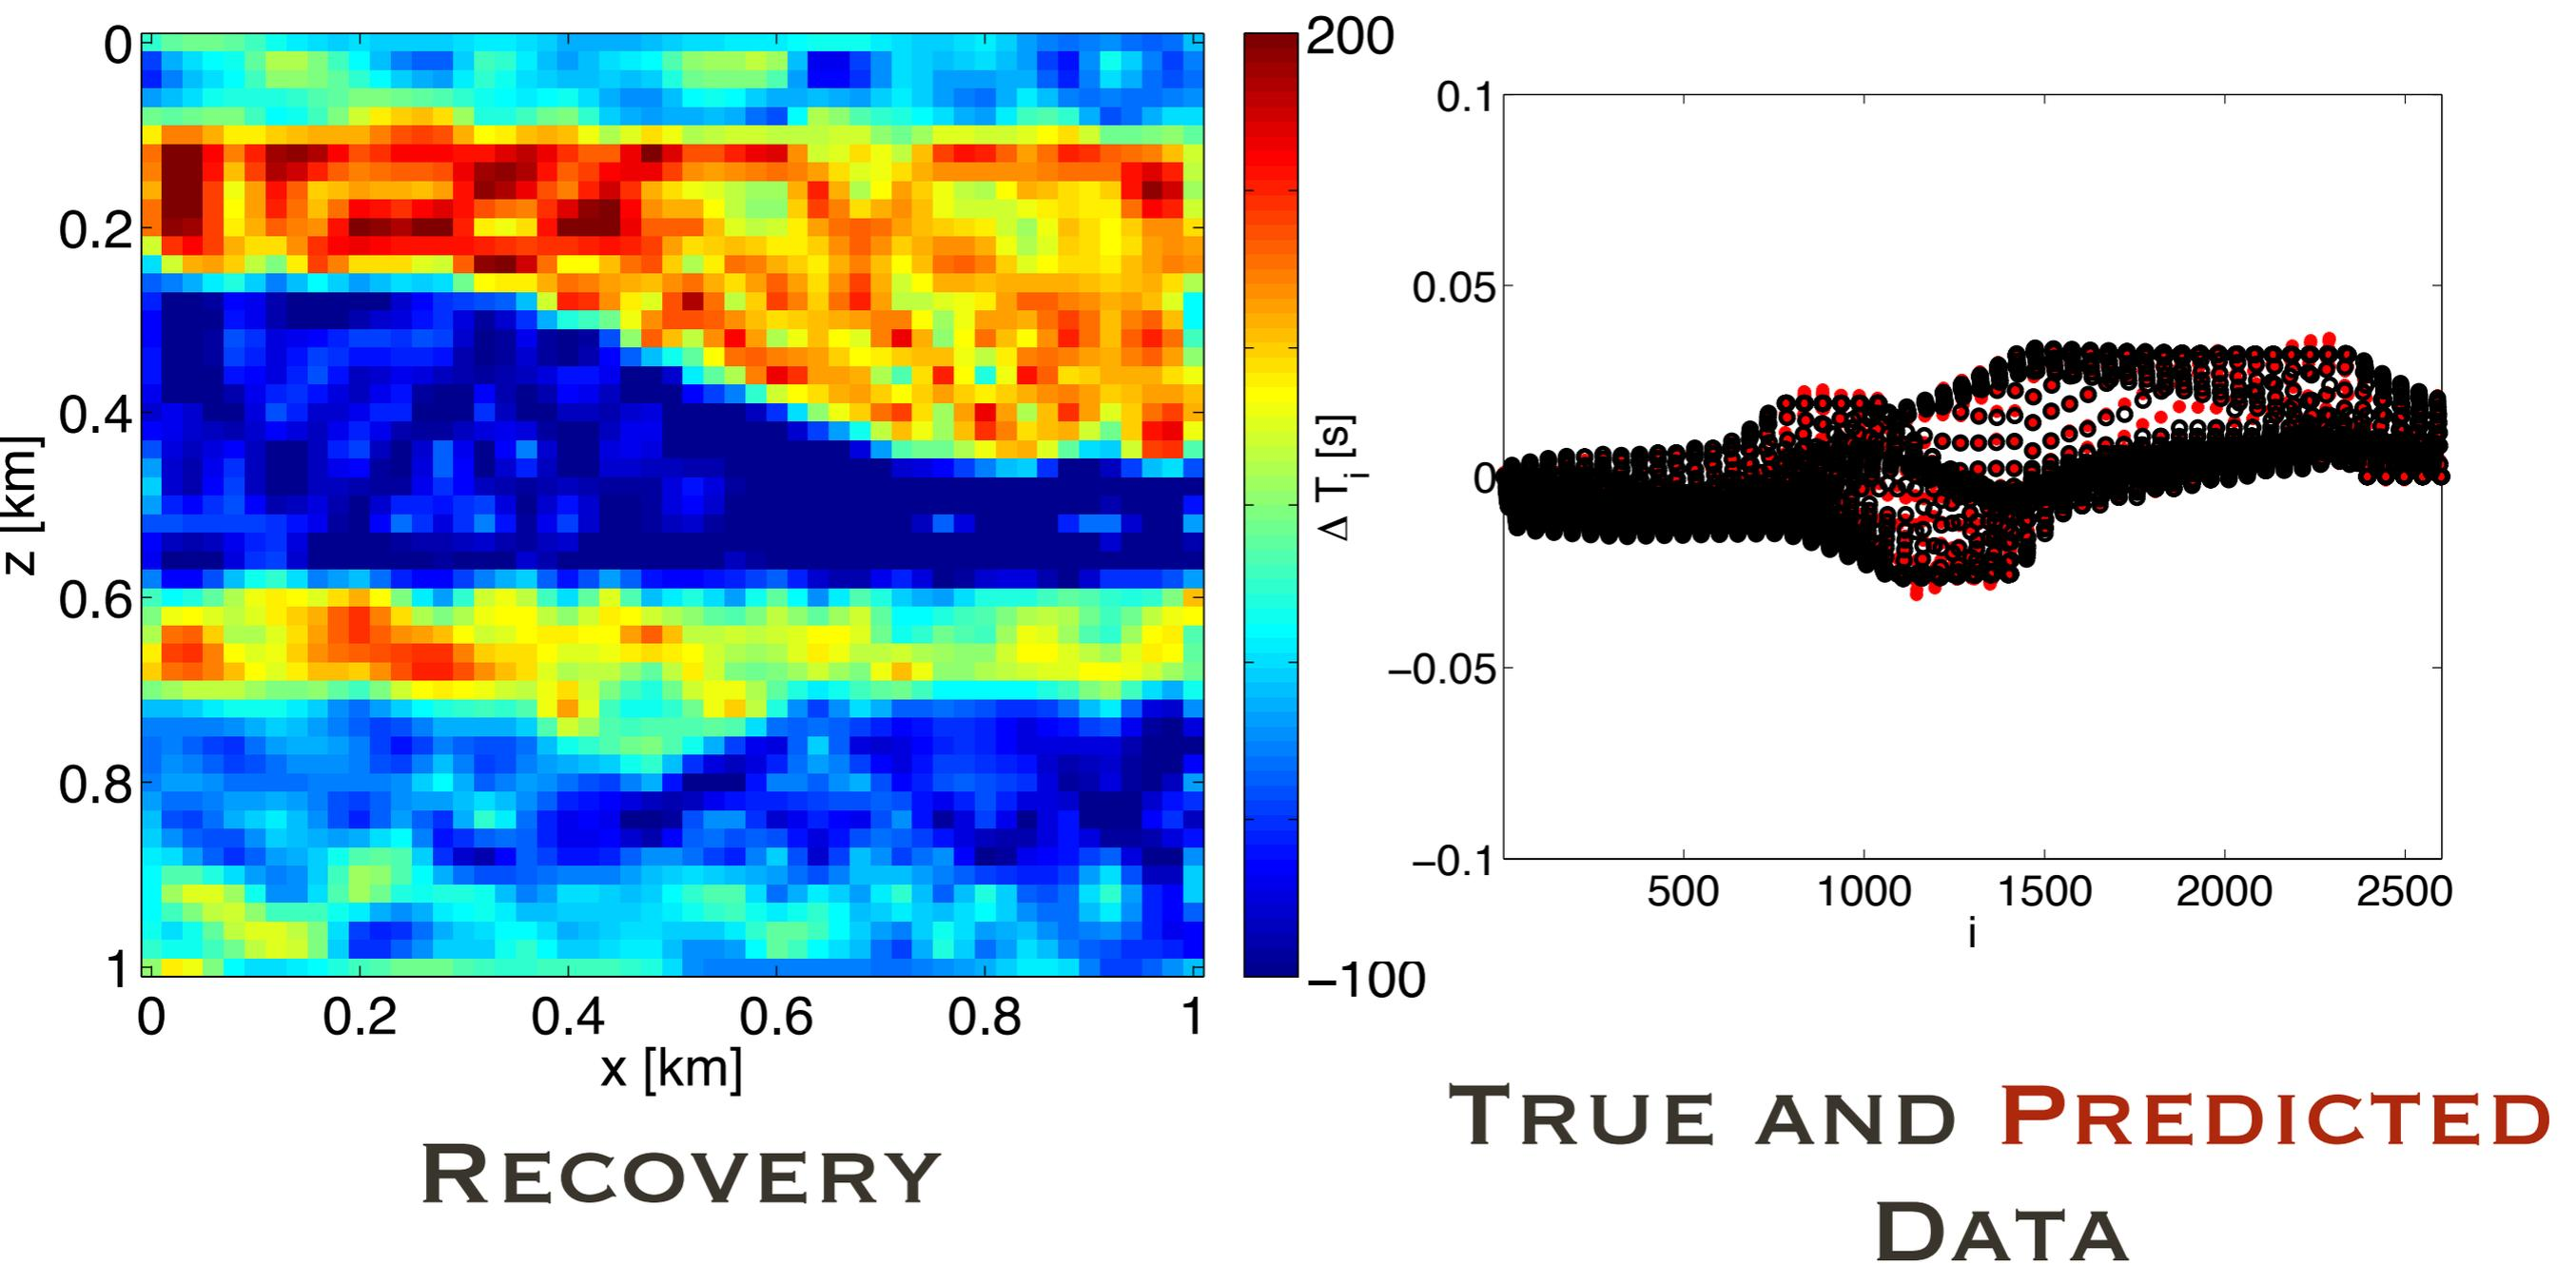 0
0.2
0.4
0.6
0.8
1
z [km]
0 0.2 0.4 0.6 0.8 1
x [km]
200
−100
RECOVERY
0.1
0.05
0
−0.05
−0.1
Δ Tᵢ [s]
500 1000 1500 2000 2500
i
TRUE AND PREDICTED
DATA